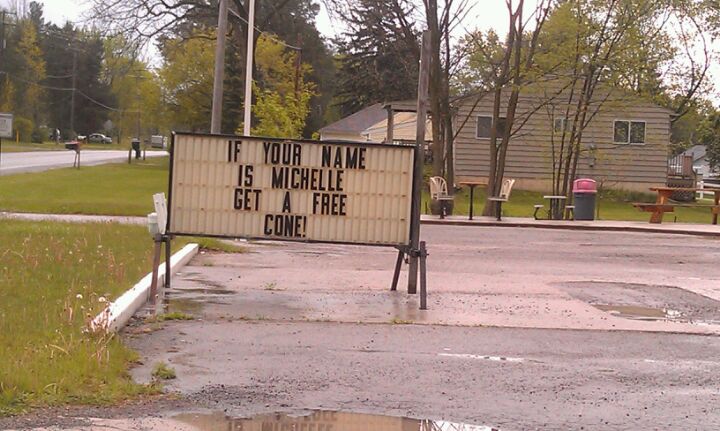 IF YOUR NAME
IS MICHELLE
GET A FREE
CONE!